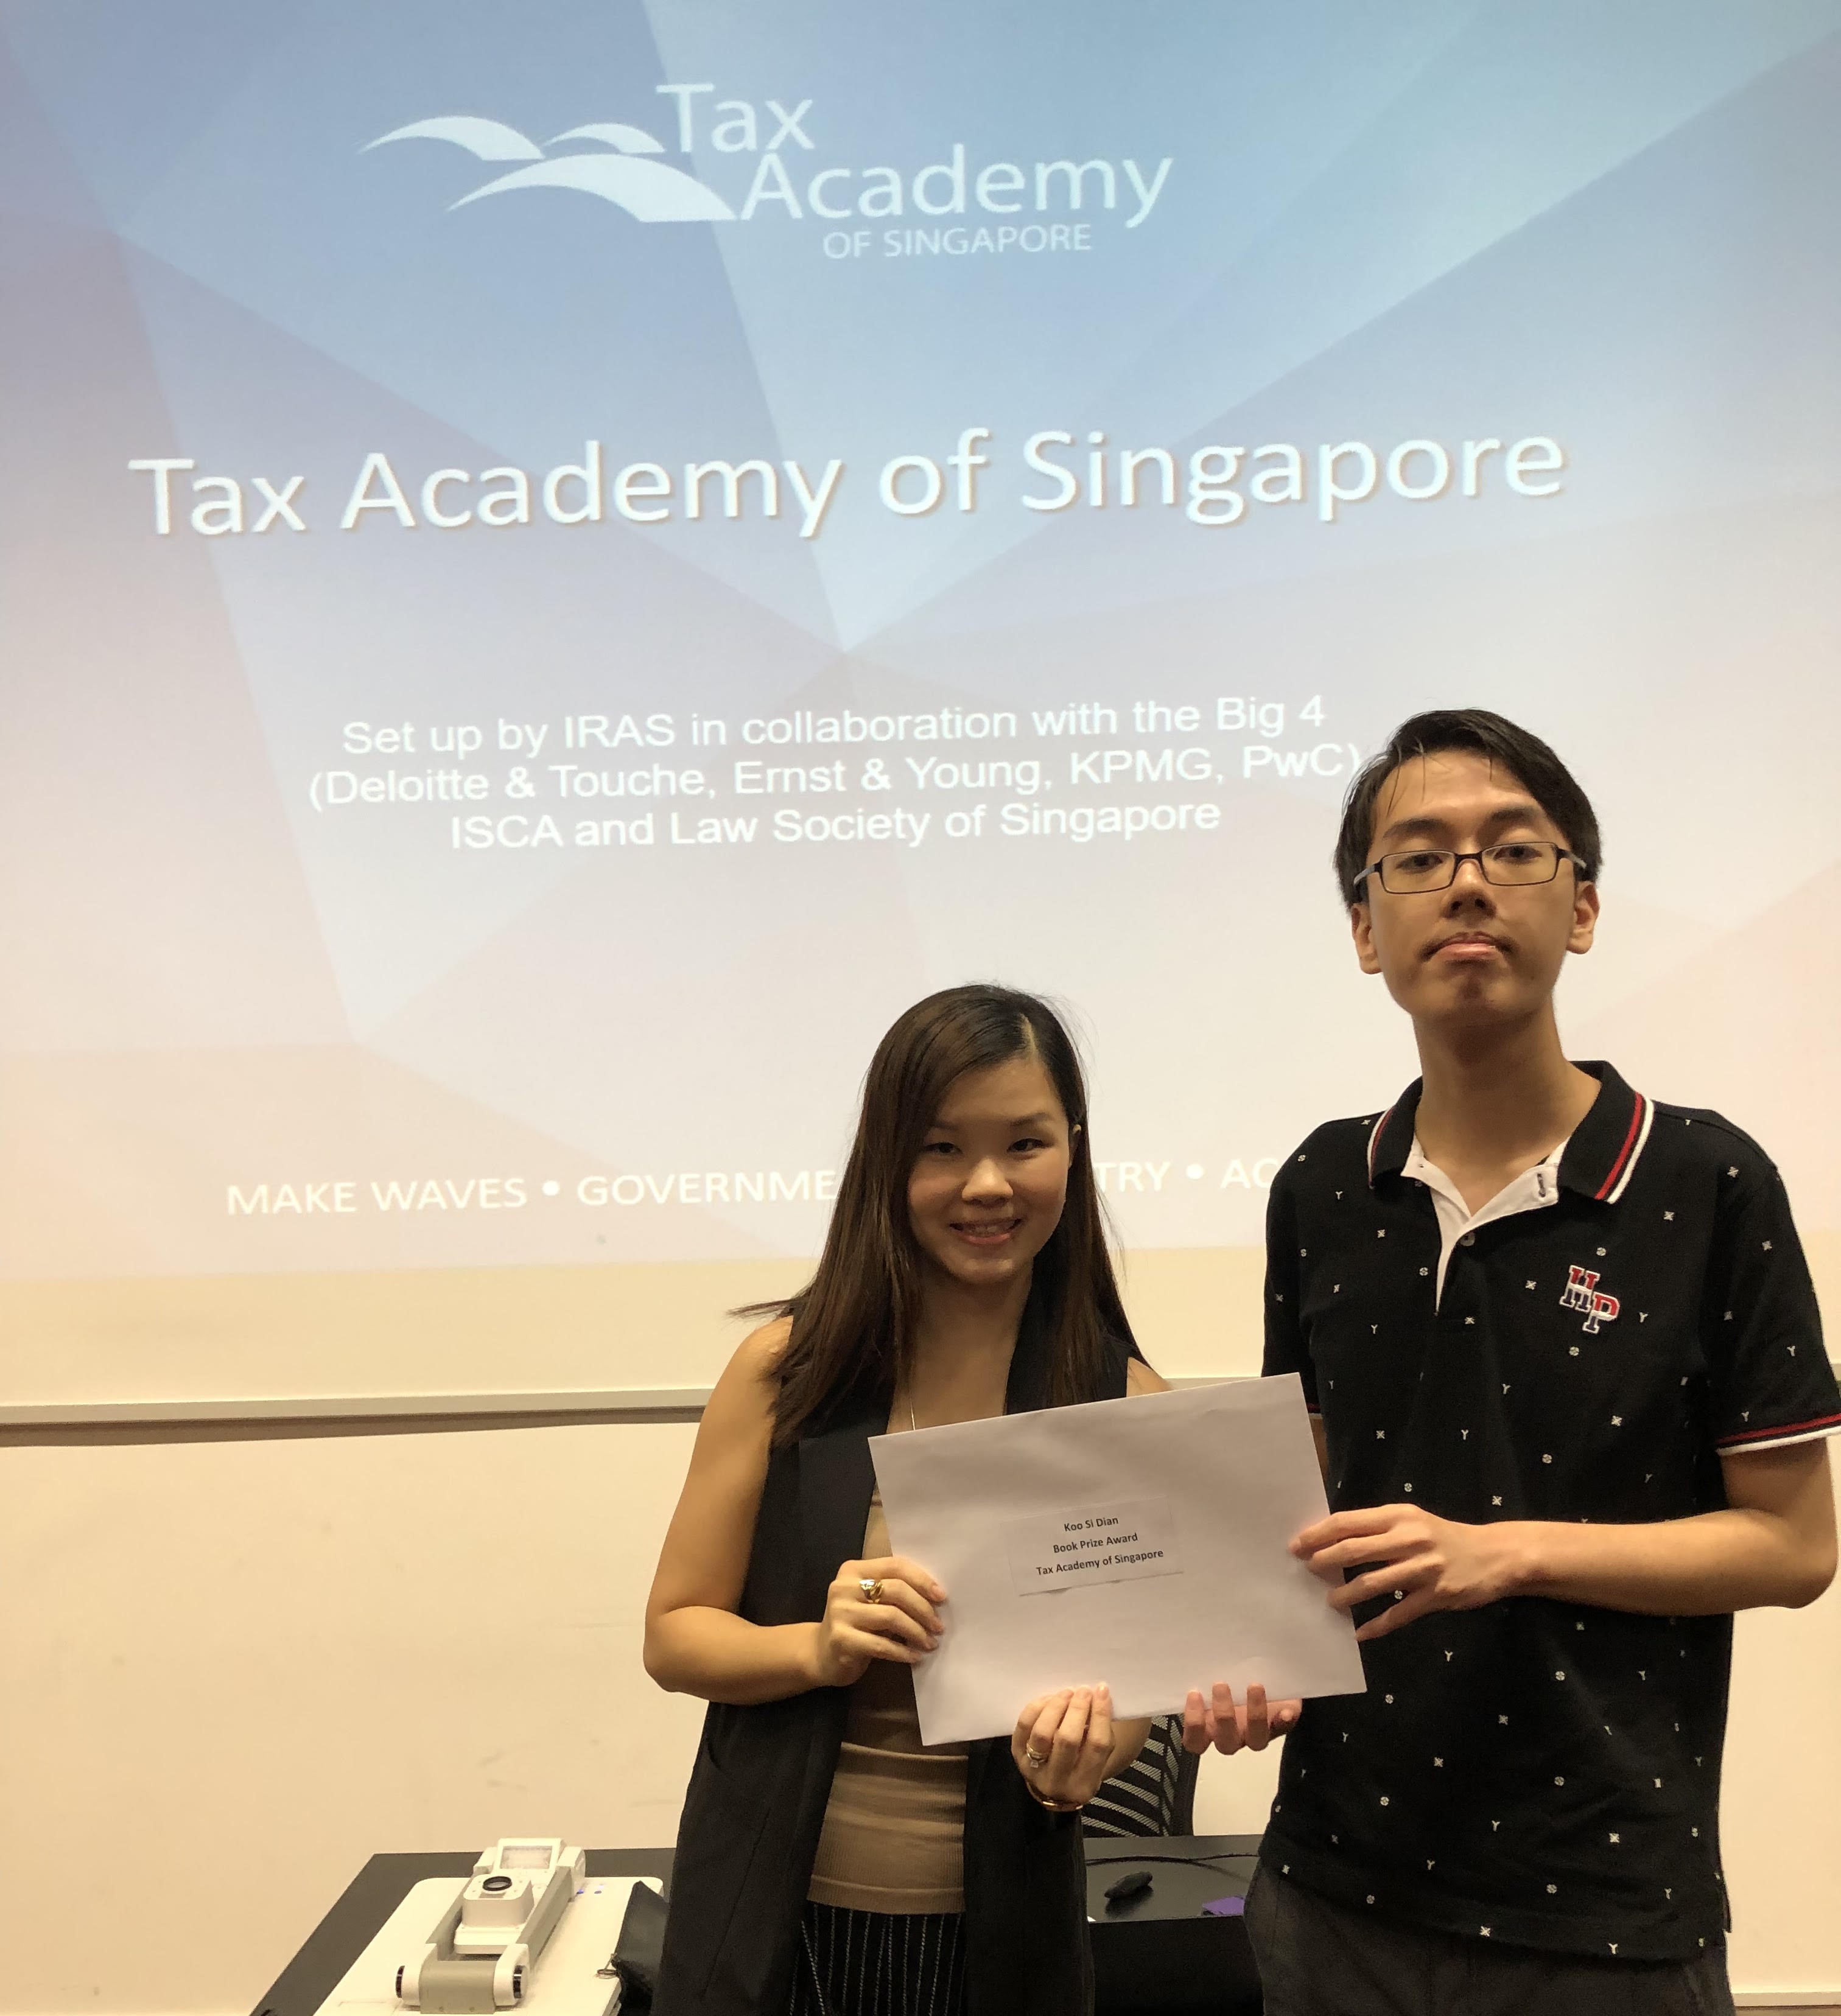 Tax
Academy
OF SINGAPORE
Tax Academy of Singapore
Set up by IRAS in collaboration with the Big 4
(Deloitte & Touche, Ernst & Young, KPMG, PwC)
ISCA and Law Society of Singapore
MAKE WAVES • GOVERNME TRY • AC
HP
Koo Si Dian
Book Prize Award
Tax Academy of Singapore